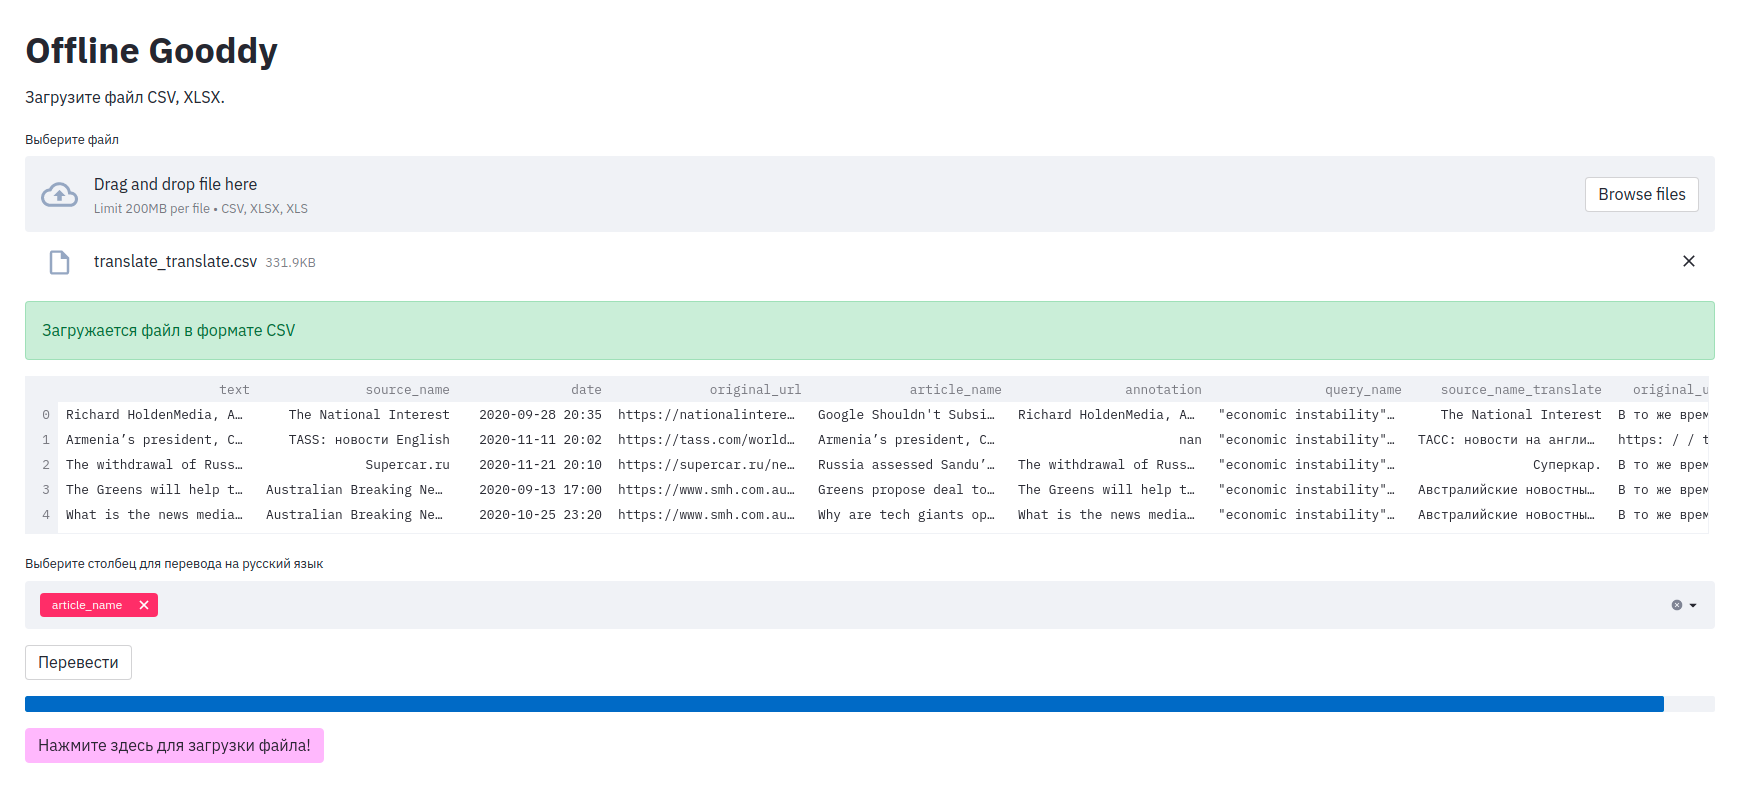 Offline Gooddy
Загрузите файл CSV, XLSX.
Выберите файл
Drag and drop file here
Limit 200MB per file • CSV, XLSX, XLS
Browse files
translate_translate.csv 331.9KB
Загружается файл в формате CSV
text source_name date original_url article_name annotation query_name source_name_translate original_u
0 Richard HoldenMedia, A… The National Interest 2020-09-28 20:35 https://nationalintere… Google Shouldn't Subsi… Richard HoldenMedia, A… "economic instability"… The National Interest В то же врем
1 Armenia’s president, C… TASS: новости English 2020-11-11 20:02 https://tass.com/world… Armenia’s president, C… nan "economic instability"… ТАСС: новости на англи… https: / / t
2 The withdrawal of Russ… Supercar.ru 2020-11-21 20:10 https://supercar.ru/ne… Russia assessed Sandu’… The withdrawal of Russ… "economic instability"… Суперкар. В то же врем
3 The Greens will help t… Australian Breaking Ne… 2020-09-13 17:00 https://www.smh.com.au… Greens propose deal to… The Greens will help t… "economic instability"… Австралийские новостны… В то же врем
4 What is the news media… Australian Breaking Ne… 2020-10-25 23:20 https://www.smh.com.au… Why are tech giants op… What is the news media… "economic instability"… Австралийские новостны… В то же врем
Выберите столбец для перевода на русский язык
article_name
Перевести
Нажмите здесь для загрузки файла!